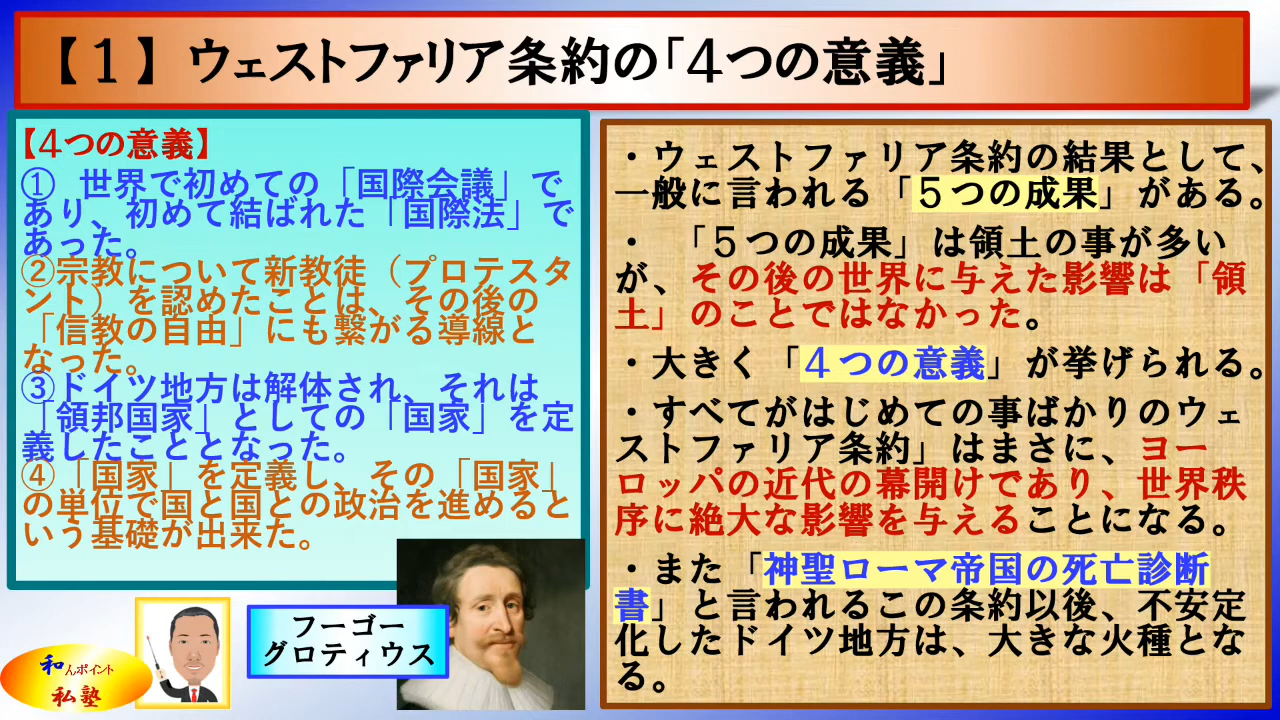 【１】ウェストファリア条約の「４つの意義」
【４つの意義】
① 世界で初めての「国際会議」で
あり、初めて結ばれた「国際法」で
あった。
②宗教について新教徒（プロテスタ
ント）を認めたことは、その後の
「信教の自由」にも繋がる導線と
なった。
③ドイツ地方は解体され、それは
「領邦国家」としての「国家」を定
義したこととなった。
④「国家」を定義し、その「国家」
の単位で国と国との政治を進めると
いう基礎が出来た。
フーゴー
グロティウス
和んポイント
私塾
・ウェストファリア条約の結果として、
一般に言われる「５つの成果」がある。
・「５つの成果」は領土の事が多い
が、その後の世界に与えた影響は「領
土」のことではなかった。
・大きく「４つの意義」が挙げられる。
・すべてがはじめての事ばかりのウェ
ストファリア条約」はまさに、ヨー
ロッパの近代の幕開けであり、世界秩
序に絶大な影響を与えることになる。
・また「神聖ローマ帝国の死亡診断
書」と言われるこの条約以後、不安定
化したドイツ地方は、大きな火種とな
る。